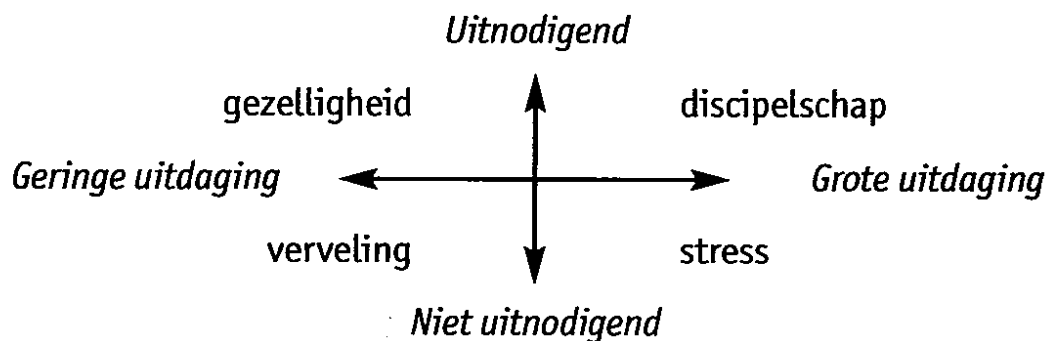 Uitnodigend
gezelligheid discipelschap
Geringe uitdaging Grote uitdaging
verveling stress
Niet uitnodigend